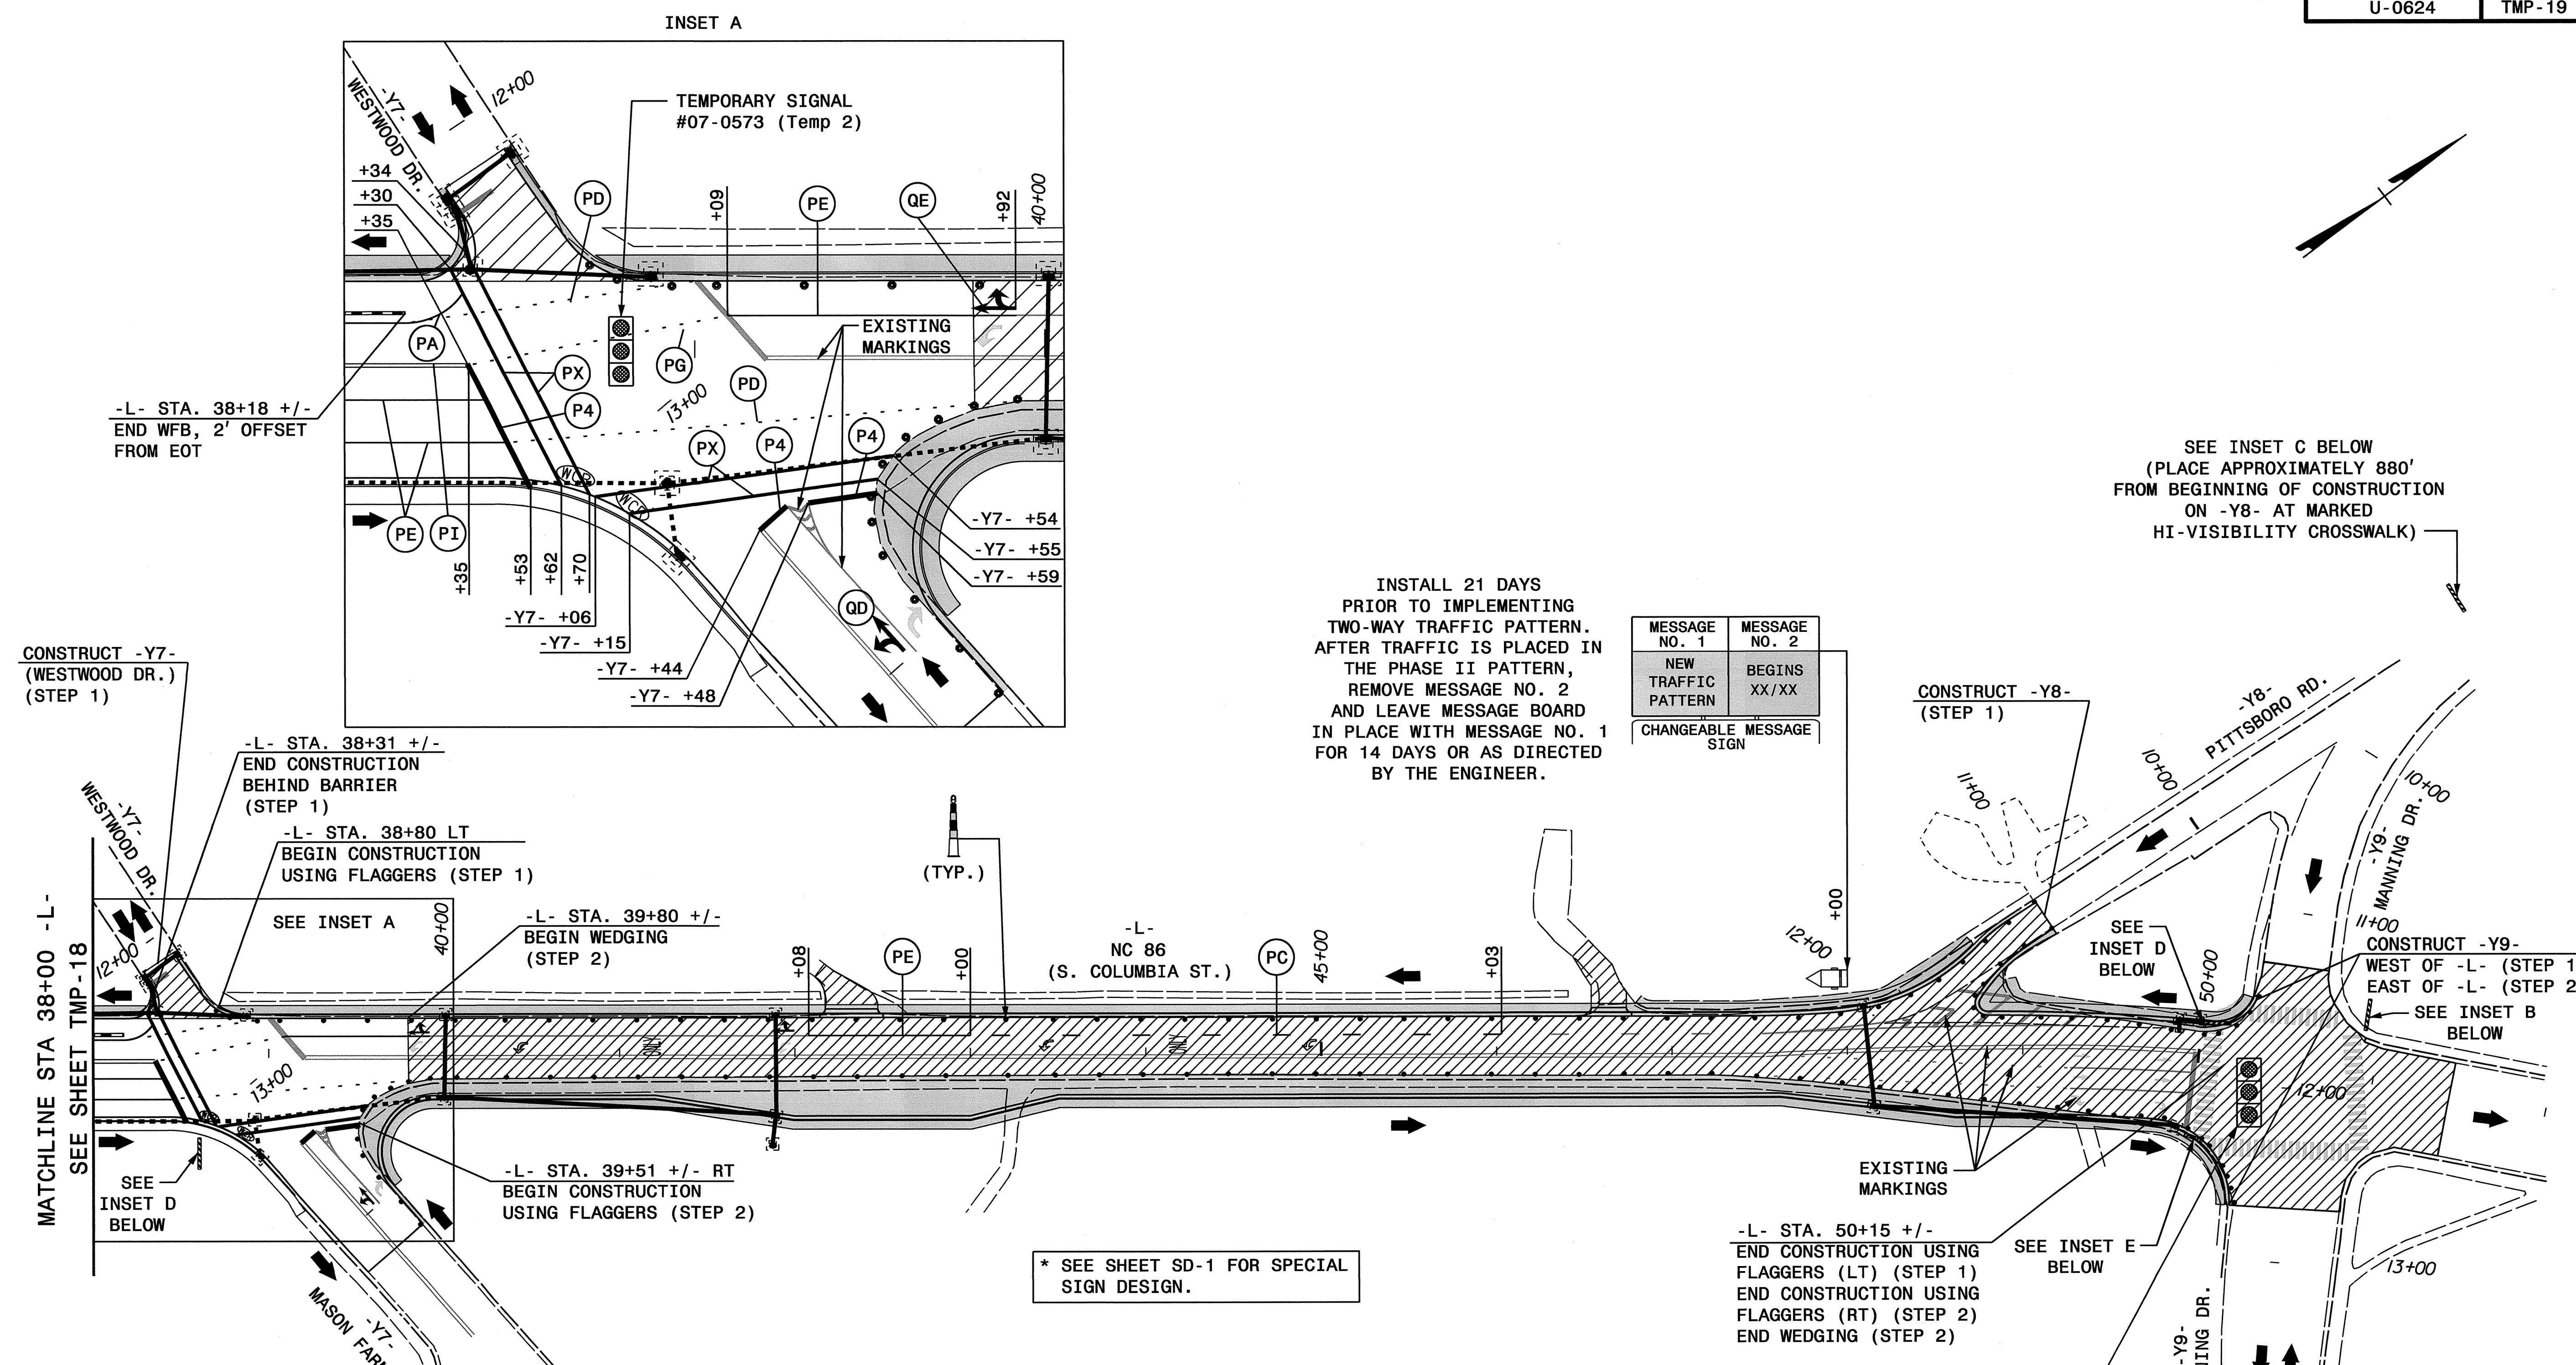 U-0624
TMP-19
INSET A
-Y7-
WESTWOOD DR.
12+00
TEMPORARY SIGNAL
#07-0573 (Temp 2)
+34
+30
+35
PD
+09
PE
QE
+92
40+00
PA
PG
EXISTING
MARKINGS
PX
PD
P4
13+00
-L- STA. 38+18 +/-
END WFB, 2' OFFSET
FROM EOT
PX
P4
P4
WCR
WCR
PE
PI
+35
+53
+62
+70
-Y7- +54
-Y7- +55
-Y7- +59
-Y7- +06
-Y7- +15
-Y7- +44
-Y7- +48
QD
SEE INSET C BELOW
(PLACE APPROXIMATELY 880'
FROM BEGINNING OF CONSTRUCTION
ON -Y8- AT MARKED
HI-VISIBILITY CROSSWALK)
INSTALL 21 DAYS
PRIOR TO IMPLEMENTING
TWO-WAY TRAFFIC PATTERN.
AFTER TRAFFIC IS PLACED IN
THE PHASE II PATTERN,
REMOVE MESSAGE NO. 2
AND LEAVE MESSAGE BOARD
IN PLACE WITH MESSAGE NO. 1
FOR 14 DAYS OR AS DIRECTED
BY THE ENGINEER.
MESSAGE
NO. 1
MESSAGE
NO. 2
NEW
TRAFFIC
PATTERN
BEGINS
XX/XX
CHANGEABLE MESSAGE
SIGN
CONSTRUCT -Y8-
(STEP 1)
-Y8-
PITTSBORO RD.
10+00
11+00
10+00
-Y9-
MANNING DR.
11+00
CONSTRUCT -Y7-
(WESTWOOD DR.)
(STEP 1)
-L- STA. 38+31 +/-
END CONSTRUCTION
BEHIND BARRIER
(STEP 1)
-L- STA. 38+80 LT
BEGIN CONSTRUCTION
USING FLAGGERS (STEP 1)
-Y7-
WESTWOOD DR.
12+00
MATCHLINE STA 38+00 -L-
SEE SHEET TMP-18
SEE INSET A
40+00
-L- STA. 39+80 +/-
BEGIN WEDGING
(STEP 2)
(TYP.)
+08
PE
+00
-L-
NC 86
(S. COLUMBIA ST.)
PC
45+00
+03
12+00
+00
SEE
INSET D
BELOW
50+00
CONSTRUCT -Y9-
WEST OF -L- (STEP 1
EAST OF -L- (STEP 2
SEE INSET B
BELOW
ONLY
ONLY
13+00
12+00
SEE
INSET D
BELOW
-L- STA. 39+51 +/- RT
BEGIN CONSTRUCTION
USING FLAGGERS (STEP 2)
EXISTING
MARKINGS
* SEE SHEET SD-1 FOR SPECIAL
SIGN DESIGN.
-L- STA. 50+15 +/-
END CONSTRUCTION USING
FLAGGERS (LT) (STEP 1)
END CONSTRUCTION USING
FLAGGERS (RT) (STEP 2)
END WEDGING (STEP 2)
SEE INSET E
BELOW
13+00
-Y7-
MASON FARM
-Y9-
NING DR.